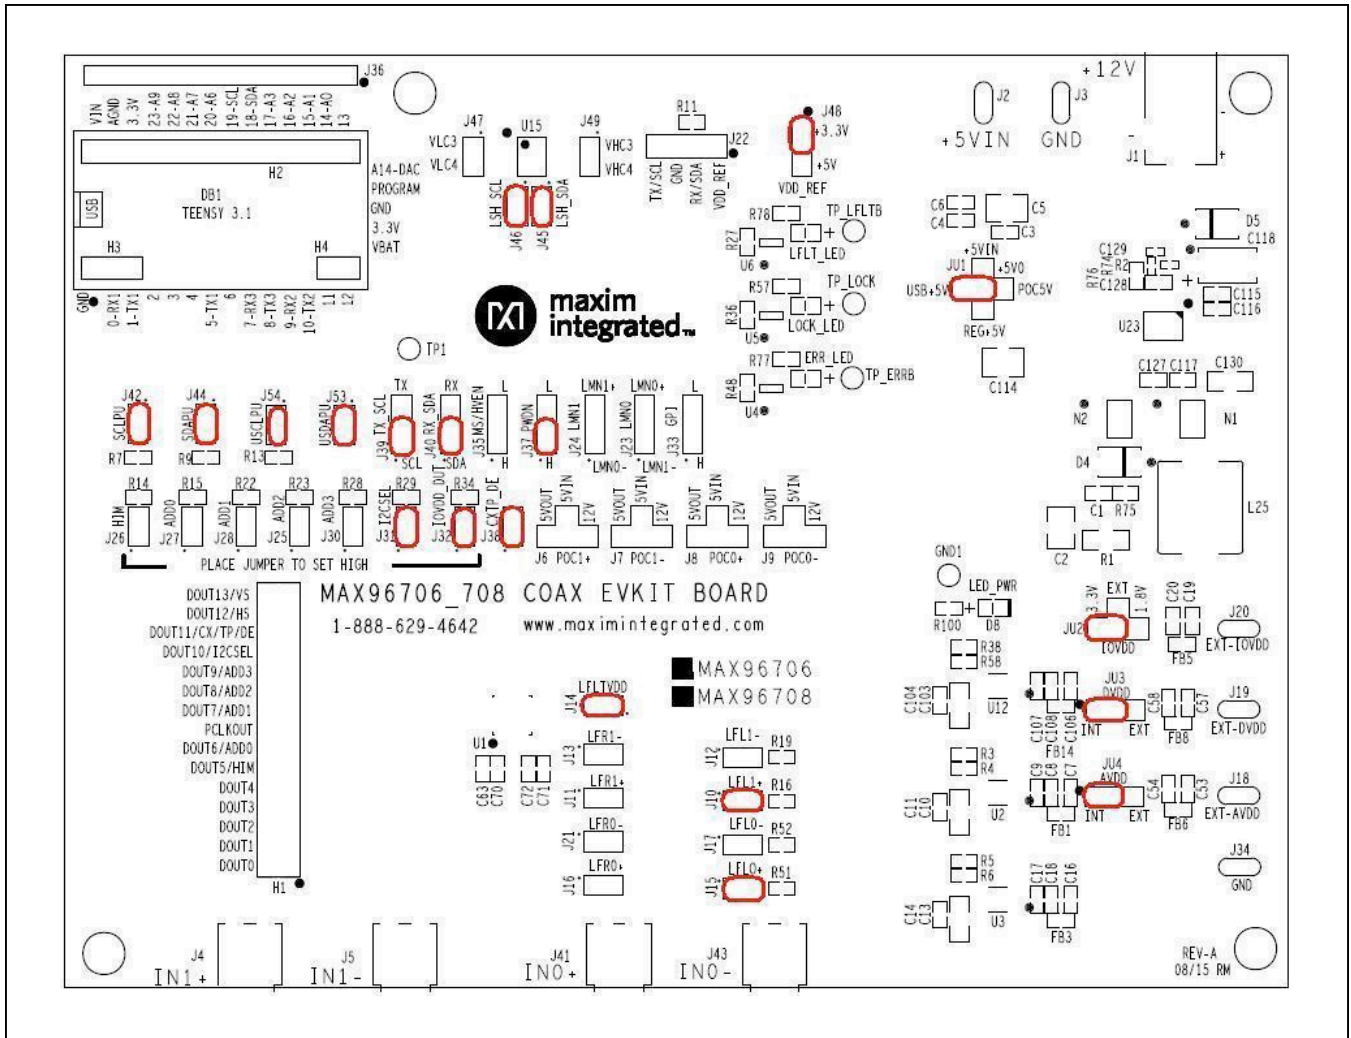 J36
VIN
AGND
3.3V
23-A9
22-A8
21-A7
20-A6
19-SCL
18-SDA
17-A3
16-A2
15-A1
14-A0
13
H2
DB1
TEENSY 3.1
USB
H3
H4
A14-DAC
PROGRAM
GND
3.3V
VBAT
GND
0-RX1
1-TX1
2
3
4
5-TX1
6
7-RX3
8-TX3
9-RX2
10-TX2
11
12
J47
VLC3
VLC4
U15
J49
VHC3
VHC4
LSH_SCL
LSH_SDA
J46
J45
R11
J22
TX/SCL
GND
RX/SDA
VDD_REF
J48
+3.3V
+5V
VDD_REF
R78
TP_LFLTB
R27
U6
LFLT_LED
R57
TP_LOCK
R36
U5
LOCK_LED
R77
ERR_LED
R48
TP_ERRB
U4
J2
+5VIN
J3
GND
+12V
J1
-
+
C6
C4
C5
C3
+5VIN
JU1
+5VO
USB+5V
POC5V
REG+5V
C114
D5
C118
C129
R74
R2
R76
C128
C115
C116
U23
C127
C117
C130
N2
N1
D4
C1
R75
L25
C2
R1
maxim
integrated™
TP1
J42
SCLPU
R7
J44
SDAPU
R9
J54
USCLPU
R13
J53
USDAPU
TX
J39 TX_SCL
SCL
RX
J40 RX_SDA
SDA
L
J35 MS/HVEN
H
L
J37 PWDN
H
LMN1+
J24 LMN1
LMN0-
LMN0+
J23 LMN0
LMN1-
L
J33 GPI
H
R14
HIM
J26
R15
ADD0
J27
R22
ADD1
J28
R23
ADD2
J25
R28
ADD3
J30
R29
I2CSEL
J31
R34
IOVDD_DUT
J32
CXTP_DE
J38
5VOUT
5VIN
12V
J6 POC1+
5VOUT
5VIN
12V
J7 POC1-
5VOUT
5VIN
12V
J8 POC0+
5VOUT
5VIN
12V
J9 POC0-
PLACE JUMPER TO SET HIGH
MAX96706_708 COAX EVKIT BOARD
1-888-629-4642
www.maximintegrated.com
MAX96706
MAX96708
DOUT13/VS
DOUT12/HS
DOUT11/CX/TP/DE
DOUT10/I2CSEL
DOUT9/ADD3
DOUT8/ADD2
DOUT7/ADD1
PCLKOUT
DOUT6/ADD0
DOUT5/HIM
DOUT4
DOUT3
DOUT2
DOUT1
DOUT0
H1
U1
C63
C70
C72
C71
LFLTVDD
J14
LFR1-
J13
LFR1+
J11
LFR0-
J21
LFR0+
J16
LFL1-
J12
R19
LFL1+
J10
R16
LFL0-
J17
R52
LFL0+
J15
R51
GND1
LED_PWR
R100
D8
R38
R58
C104
C103
U12
R3
R4
C11
C10
U2
R5
R6
C14
C13
U3
3.3V
EXT
1.8V
JU2
IOVDD
C20
C19
FB5
J20
EXT-IOVDD
C107
C108
C106
FB14
JU3
DVDD
INT
EXT
C58
C57
FB8
J19
EXT-DVDD
C9
C8
C7
FB1
JU4
AVDD
INT
EXT
C54
C53
FB6
J18
EXT-AVDD
C17
C18
C16
FB3
J34
GND
J4
IN1+
J5
IN1-
J41
IN0+
J43
IN0-
REV-A
08/15 RM